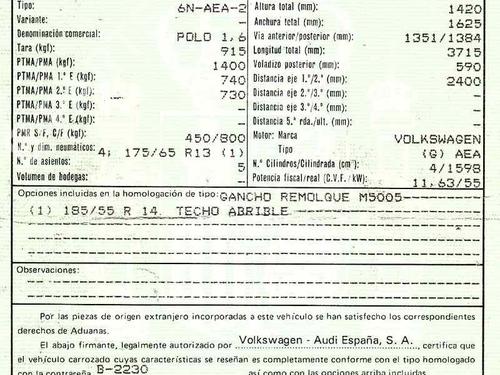 Tipo: 6N-AEA-2 Altura total (mm): 1420
Variante: - Anchura total (mm): 1625
Denominación comercial: POLO 1,6 Vía anterior/posterior (mm): 1351/1384
Tara (kgf): 915 Longitud total (mm): 3715
PTMA/PMA (kgf): 1400 Voladizo posterior (mm): 590
PTMA/PMA 1.º E (kgf): 740 Distancia eje 1.º/2.º (mm): 2400
PTMA/PMA 2.º E (kgf): 730 Distancia eje 2.º/3.º (mm): -
PTMA/PMA 3.º E (kgf): - Distancia eje 3.º/4.º (mm): -
PTMA/PMA 4.º E (kgf): - Distancia 5.ª rda./ult. (mm): -
PMR S/F, C/F (kgf): 450/800 Motor: Marca VOLKSWAGEN
N.º y dim. neumáticos: 4; 175/65 R13 (1) Tipo (G) AEA
N.º de asientos: 5 N.º Cilindros/Cilindrada (cm³): 4/1598
Volumen de bodegas: - Potencia fiscal/real (C.V.F./kW): 11,63/55
Opciones incluidas en la homologación de tipo: GANCHO REMOLQUE M5005
(1) 185/55 R 14. TECHO ABRIBLE
Observaciones:
Por las piezas de origen extranjero incorporadas a este vehículo se han satisfecho los correspondientes
derechos de Aduanas.
El abajo firmante, legalmente autorizado por Volkswagen - Audi España, S. A., certifica que
el vehículo carrozado cuyas características se reseñan es completamente conforme con el tipo homologado
con la contraseña B-2230 así como con las opciones arriba incluidas.